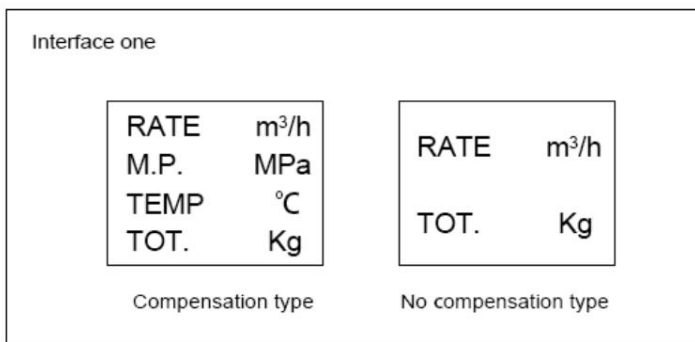 Interface one
RATE m³/h
M.P. MPa
TEMP ℃
TOT. Kg
Compensation type
RATE m³/h
TOT. Kg
No compensation type